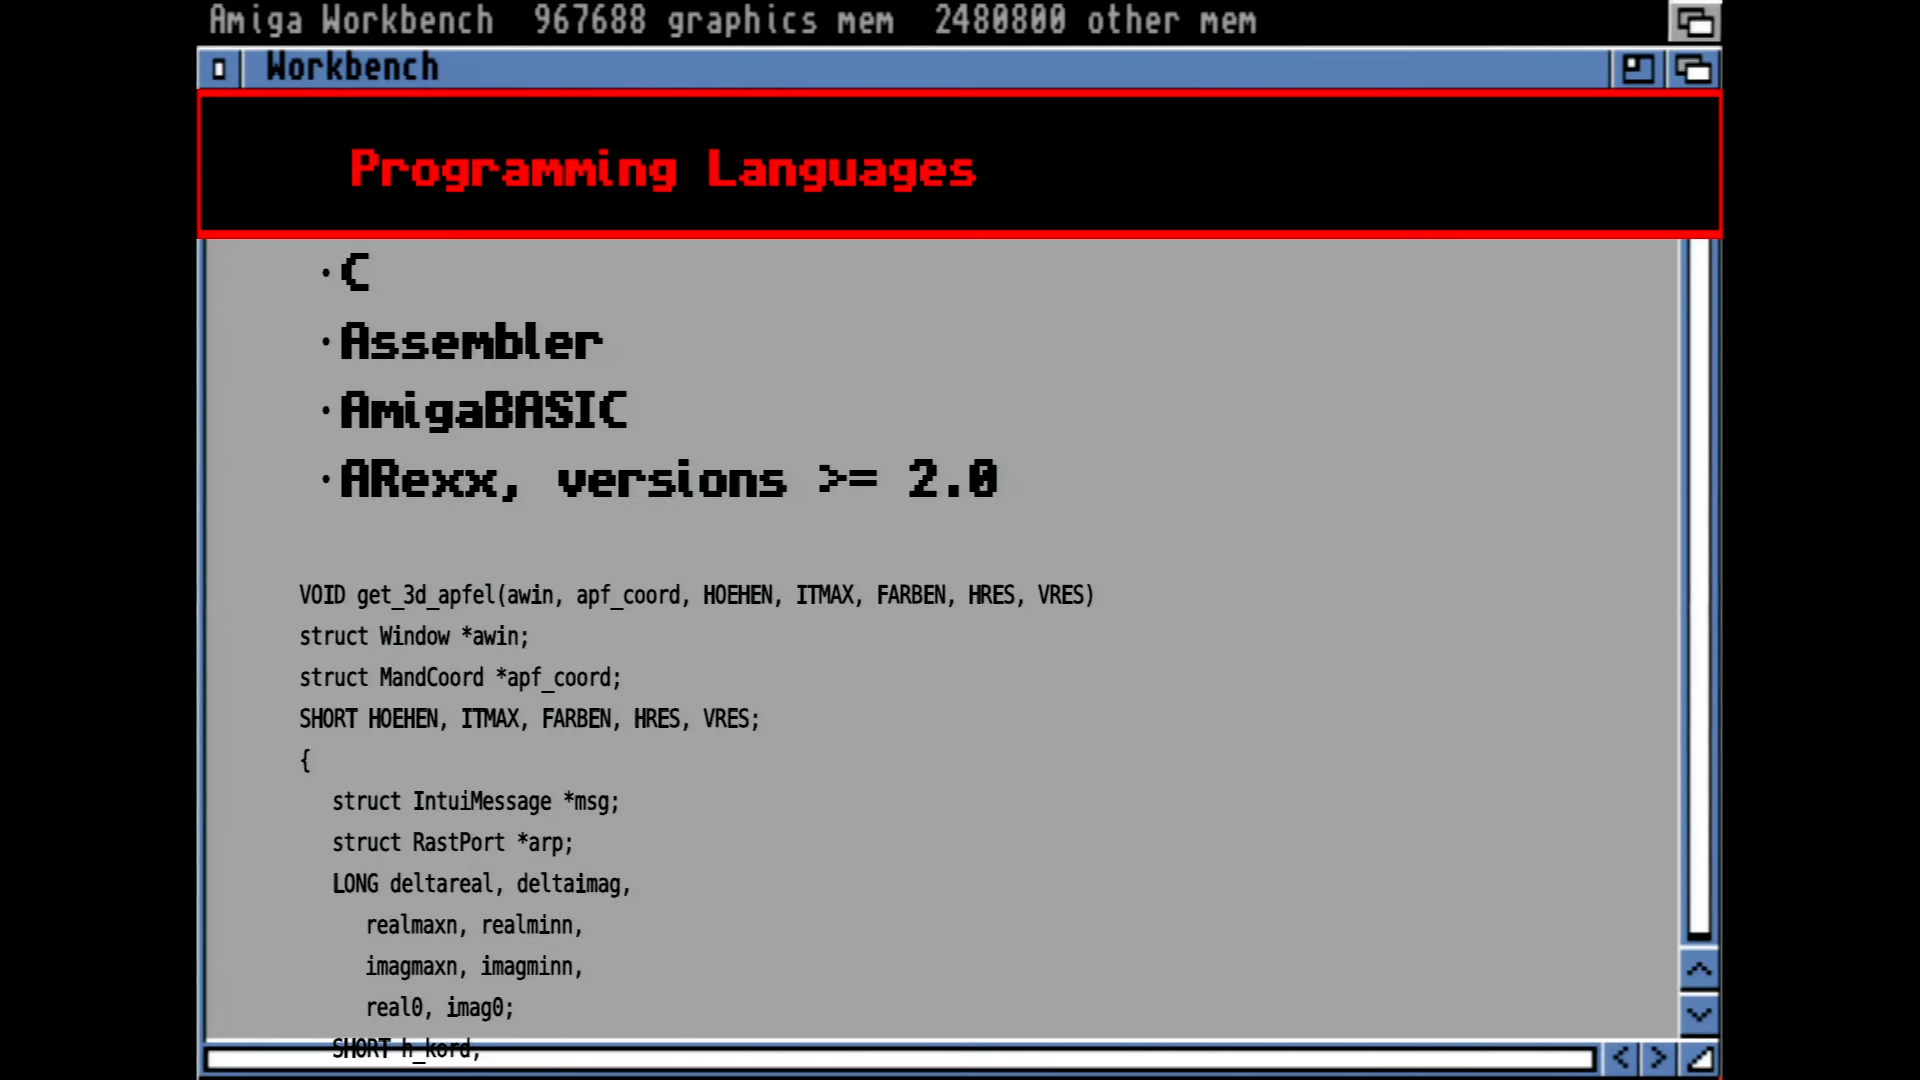 Amiga Workbench 967688 graphics mem 2480800 other mem
Workbench
Programming Languages
·C
·Assembler
·AmigaBASIC
·ARexx, versions >= 2.0
VOID get_3d_apfel(awin, apf_coord, HOEHEN, ITMAX, FARBEN, HRES, VRES)
struct Window *awin;
struct MandCoord *apf_coord;
SHORT HOEHEN, ITMAX, FARBEN, HRES, VRES;
{
struct IntuiMessage *msg;
struct RastPort *arp;
LONG deltareal, deltaimag,
realmaxn, realminn,
imagmaxn, imagminn,
real0, imag0;
SHORT h_kord,